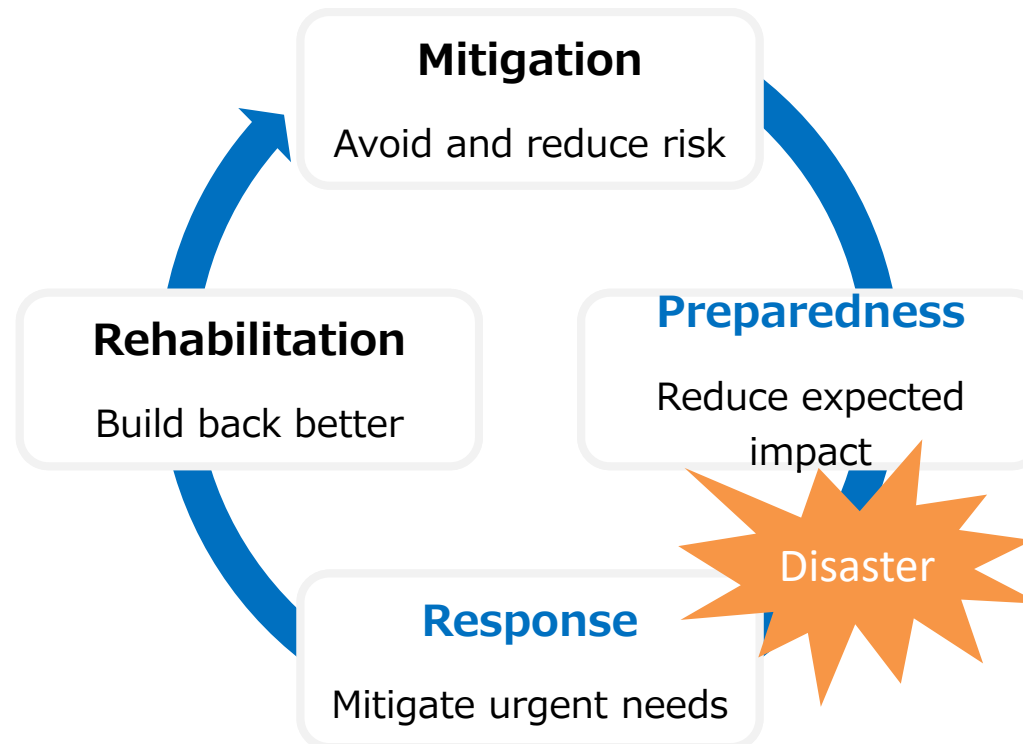 Mitigation
Avoid and reduce risk
Preparedness
Reduce expected
impact
Disaster
Response
Mitigate urgent needs
Rehabilitation
Build back better